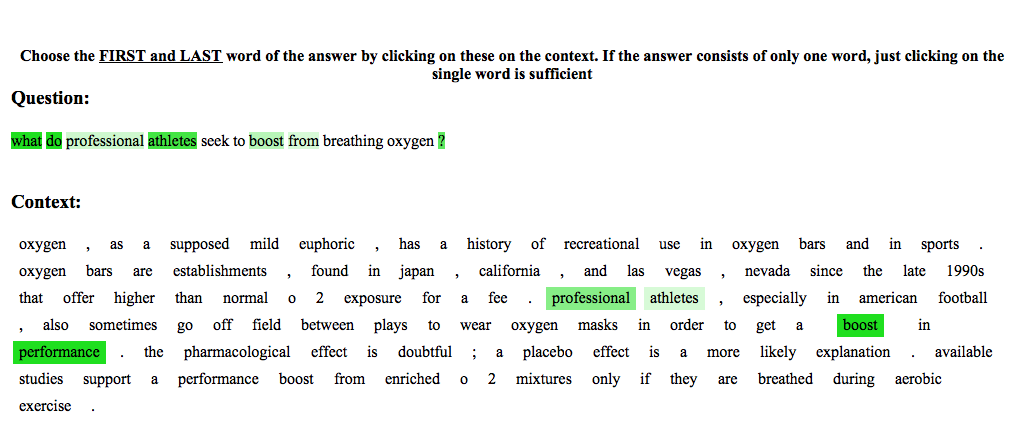 Choose the FIRST and LAST word of the answer by clicking on these on the context. If the answer consists of only one word, just clicking on the
single word is sufficient
Question:
what do professional athletes seek to boost from breathing oxygen ?
Context:
oxygen , as a supposed mild euphoric , has a history of recreational use in oxygen bars and in sports .
oxygen bars are establishments , found in japan , california , and las vegas , nevada since the late 1990s
that offer higher than normal o 2 exposure for a fee . professional athletes , especially in american football
, also sometimes go off field between plays to wear oxygen masks in order to get a boost in
performance . the pharmacological effect is doubtful ; a placebo effect is a more likely explanation . available
studies support a performance boost from enriched o 2 mixtures only if they are breathed during aerobic
exercise .